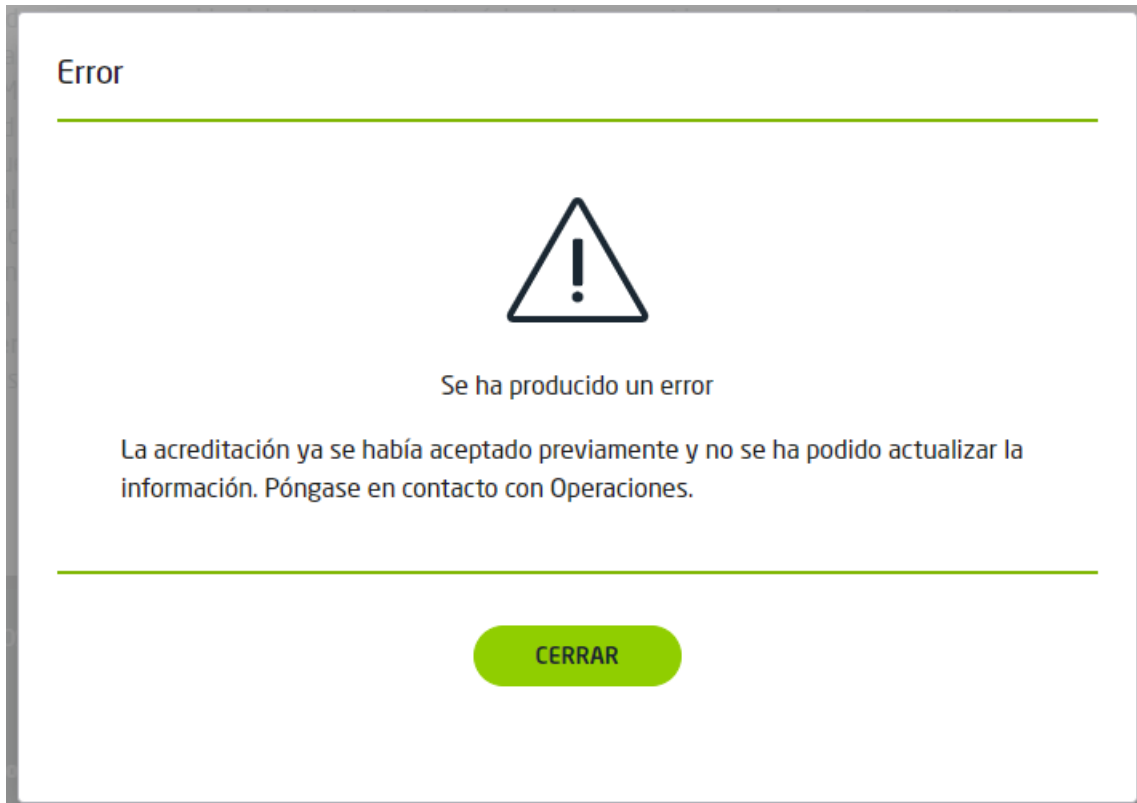 Error
Se ha producido un error
La acreditación ya se había aceptado previamente y no se ha podido actualizar la
información. Póngase en contacto con Operaciones.
CERRAR